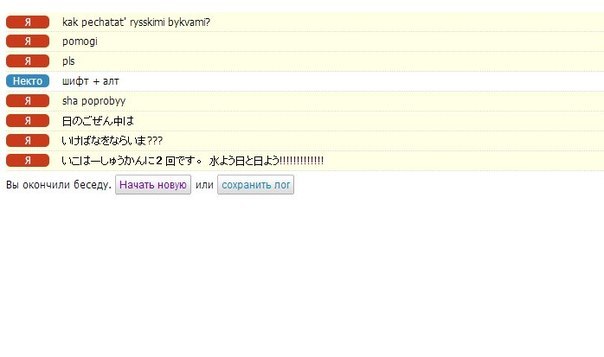 Я kak pechatat' rysskimi bykvami?
Я pomogi
Я pls
Некто шифт + алт
Я sha poprobyy
Я 日のごぜん中は
Я いけばなをならいま???
Я いこはーしゅうかんに2回です。 水よう日と日よう!!!!!!!!!!!!!
Вы окончили беседу. Начать новую или сохранить лог